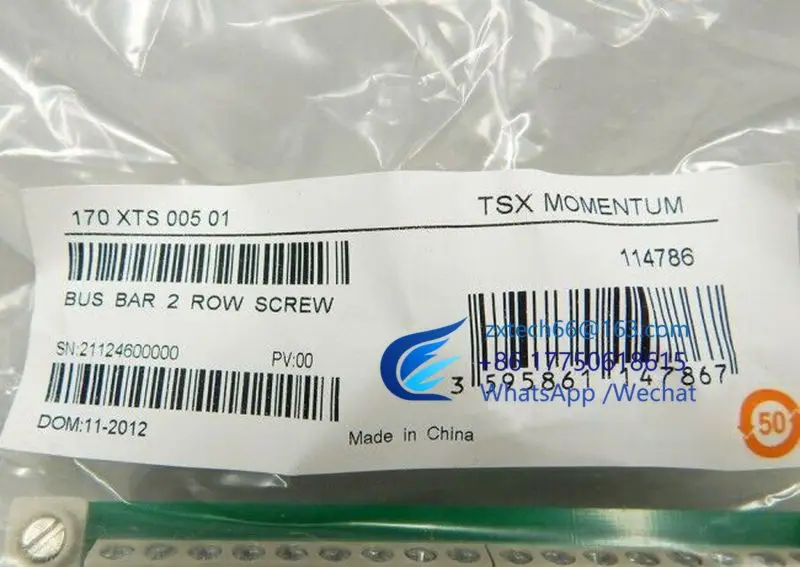 170 XTS 005 01
TSX MOMENTUM
114786
BUS BAR 2 ROW SCREW
SN:21124600000
PV:00
3 595861 147867
DOM:11-2012
Made in China
50
zxtech66@163.com
+86 17750618615
WhatsApp /Wechat